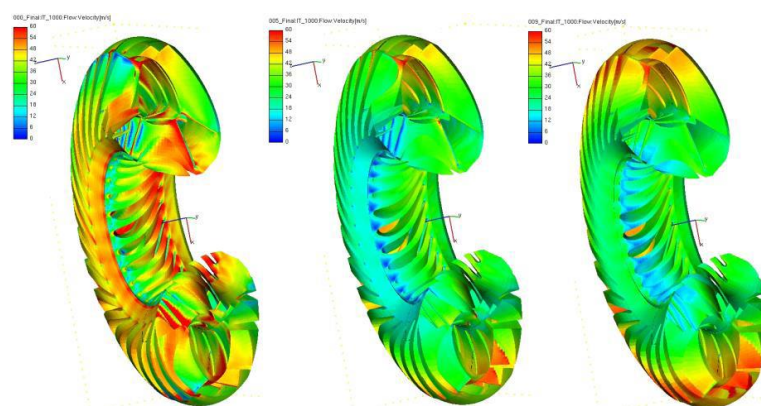 000_Final:IT_1000:Flow:Velocity[m/s]
60
54
48
42
36
30
24
18
12
6
0
y
x
y
x
005_Final:IT_1000:Flow:Velocity[m/s]
60
54
48
42
36
30
24
18
12
6
0
y
x
y
x
009_Final:IT_1000:Flow:Velocity[m/s]
60
54
48
42
36
30
24
18
12
6
0
y
x
y
x